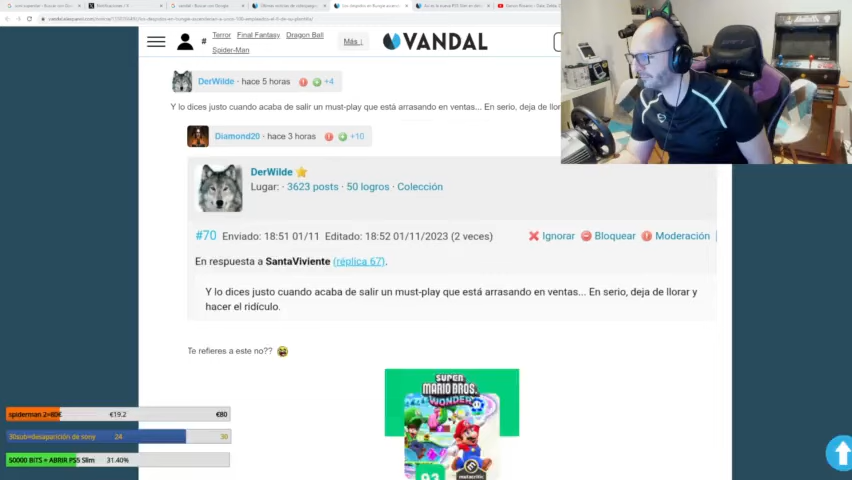 Terror Final Fantasy Dragon Ball
# Más ↓ VANDAL
Spider-Man
DerWilde · hace 5 horas +4
Y lo dices justo cuando acaba de salir un must-play que está arrasando en ventas... En serio, deja de llor
Diamond20 · hace 3 horas +10
DerWilde
Lugar: · 3623 posts · 50 logros · Colección
#70 Enviado: 18:51 01/11 Editado: 18:52 01/11/2023 (2 veces) Ignorar Bloquear Moderación
En respuesta a SantaViviente (réplica 67).
Y lo dices justo cuando acaba de salir un must-play que está arrasando en ventas... En serio, deja de llorar y
hacer el ridículo.
Te refieres a este no??
SUPER
MARIO BROS.
WONDER
93
metacritic
spiderman 2=80€ €19.2 €80
30sub=desaparición de sony 24 30
50000 BITS = ABRIR PS5 Slim 31.40%